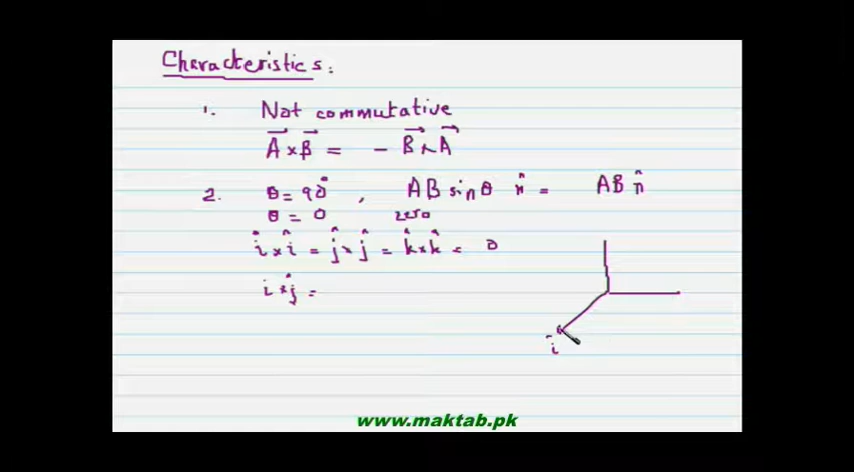 Characteristics:
1. Not commutative
A⃗ × B⃗ = - B⃗ × A⃗
2. θ = 90° , AB sin θ n̂ = AB n̂
θ = 0 zero
î × î = ĵ × ĵ = k̂ × k̂ = 0
i × ĵ =
î
www.maktab.pk